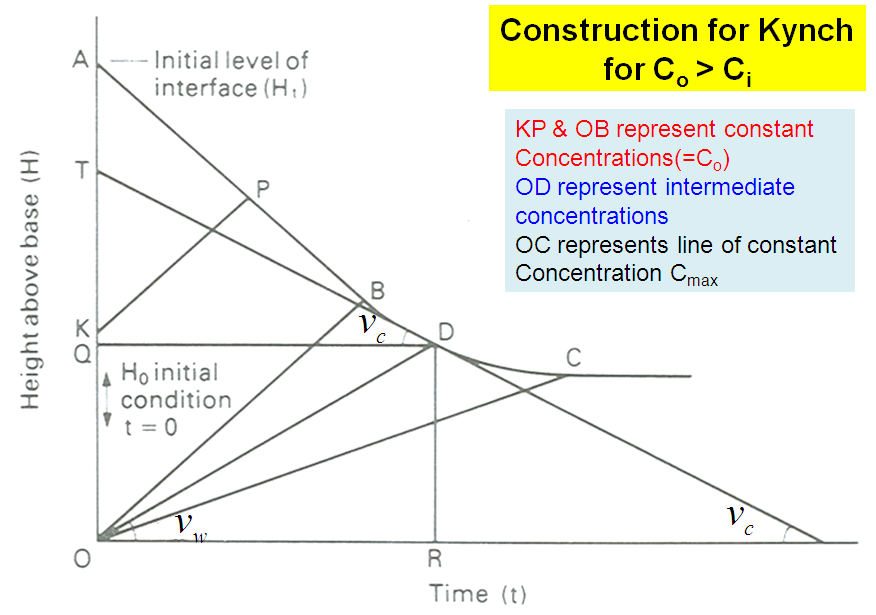 Construction for Kynch
for Co > Ci
A
Initial level of
interface (H1)
KP & OB represent constant
Concentrations(=Co)
OD represent intermediate
concentrations
OC represents line of constant
Concentration Cmax
T
P
Height above base (H)
B
K
vc
D
Q
C
H0 initial
condition
t = 0
vw
vc
O
R
Time (t)